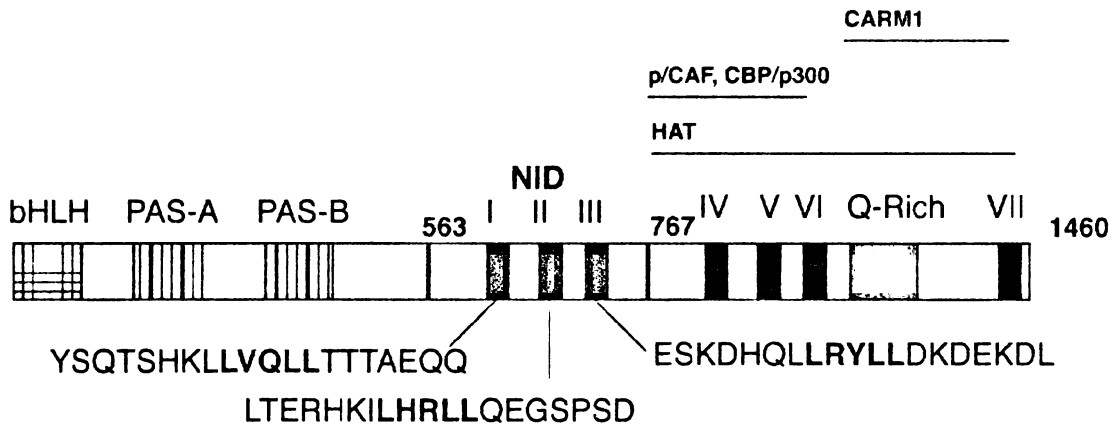 CARM1
p/CAF, CBP/p300
HAT
NID
bHLH PAS-A PAS-B 563 I II III 767 IV V VI Q-Rich VII 1460
YSQTSHKLLVQLLTTTAEQQ
ESKDHQLLRYLLDKDEKDL
LTERHKILHRLLQEGSPSD